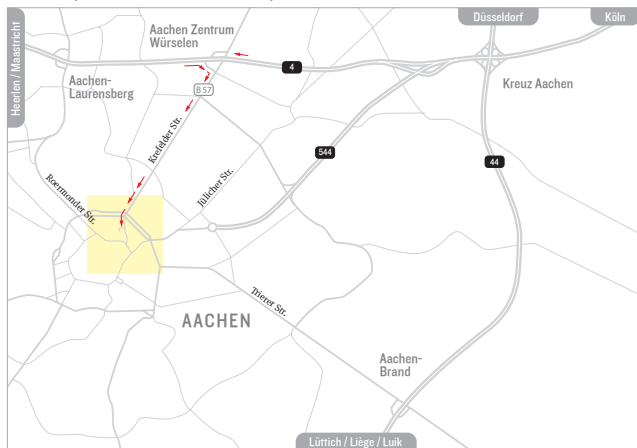 Düsseldorf
Köln
Heerlen / Maastricht
Aachen Zentrum
Würselen
4
Aachen-
Laurensberg
Kreuz Aachen
B 57
Krefelder Str.
544
44
Jülicher Str.
Roermonder Str.
Trierer Str.
AACHEN
Aachen-
Brand
Lüttich / Liège / Luik